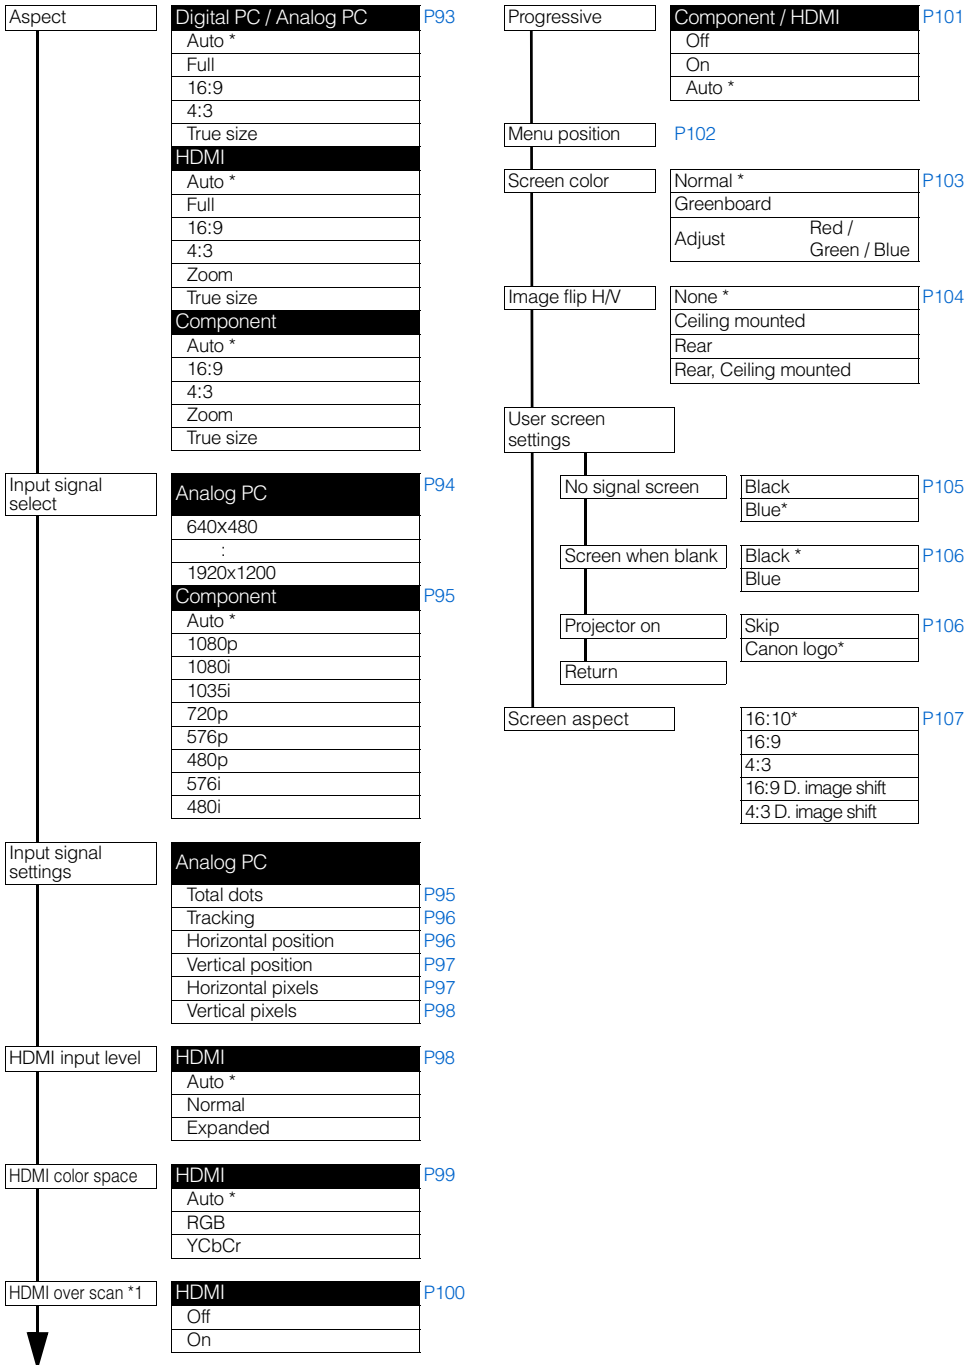 Aspect
Digital PC / Analog PC P93
Auto *
Full
16:9
4:3
True size
HDMI
Auto *
Full
16:9
4:3
Zoom
True size
Component
Auto *
16:9
4:3
Zoom
True size
Input signal
select
Analog PC P94
640x480
:
1920x1200
Component P95
Auto *
1080p
1080i
1035i
720p
576p
480p
576i
480i
Input signal
settings
Analog PC
Total dots P95
Tracking P96
Horizontal position P96
Vertical position P97
Horizontal pixels P97
Vertical pixels P98
HDMI input level
HDMI P98
Auto *
Normal
Expanded
HDMI color space
HDMI P99
Auto *
RGB
YCbCr
HDMI over scan *1
HDMI P100
Off
On
Progressive
Component / HDMI P101
Off
On
Auto *
Menu position P102
Screen color
Normal * P103
Greenboard
Adjust
Red /
Green / Blue
Image flip H/V
None * P104
Ceiling mounted
Rear
Rear, Ceiling mounted
User screen
settings
No signal screen
Black P105
Blue*
Screen when blank
Black * P106
Blue
Projector on
Skip P106
Canon logo*
Return
Screen aspect
16:10* P107
16:9
4:3
16:9 D. image shift
4:3 D. image shift